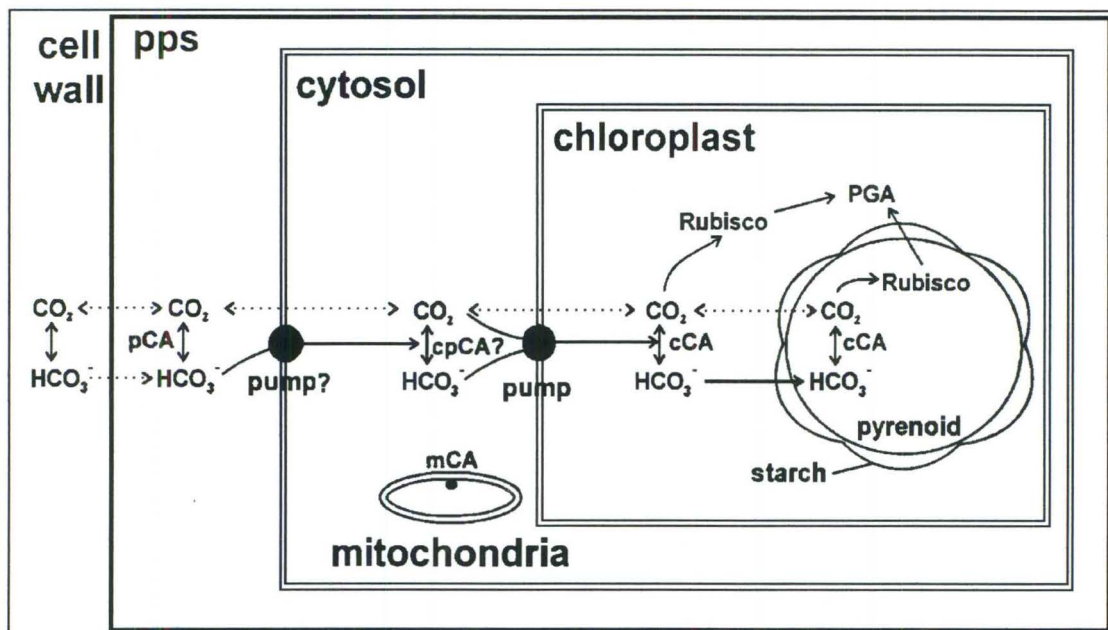 cell
wall
pps
cytosol
chloroplast
PGA
Rubisco
Rubisco
CO₂ CO₂ CO₂ CO₂ CO₂
pCA cpCA? cCA cCA
HCO₃⁻ HCO₃⁻ HCO₃⁻ HCO₃⁻ HCO₃⁻
pump? pump
pyrenoid
mCA
starch
mitochondria